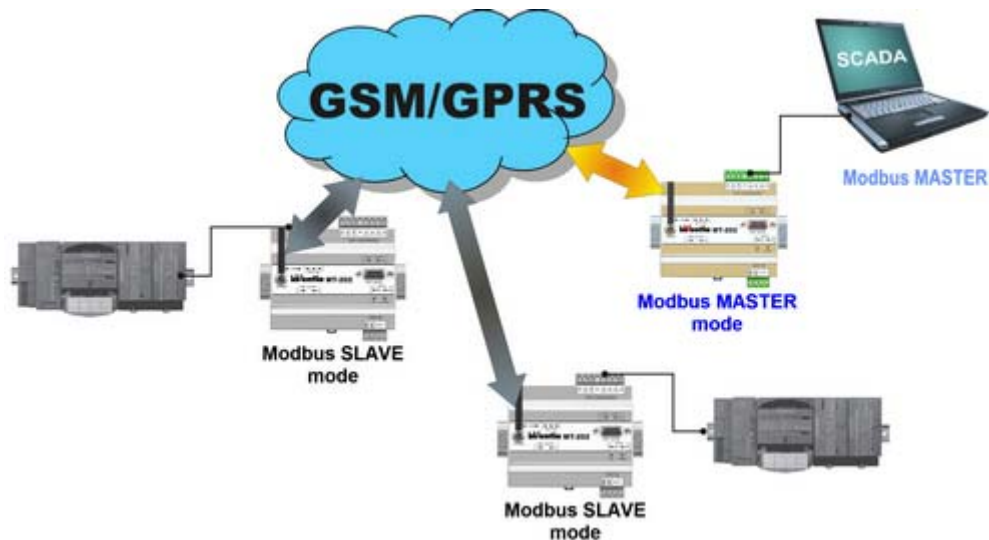 GSM/GPRS
SCADA
Modbus MASTER
Modbus MASTER
mode
Modbus SLAVE
mode
Modbus SLAVE
mode